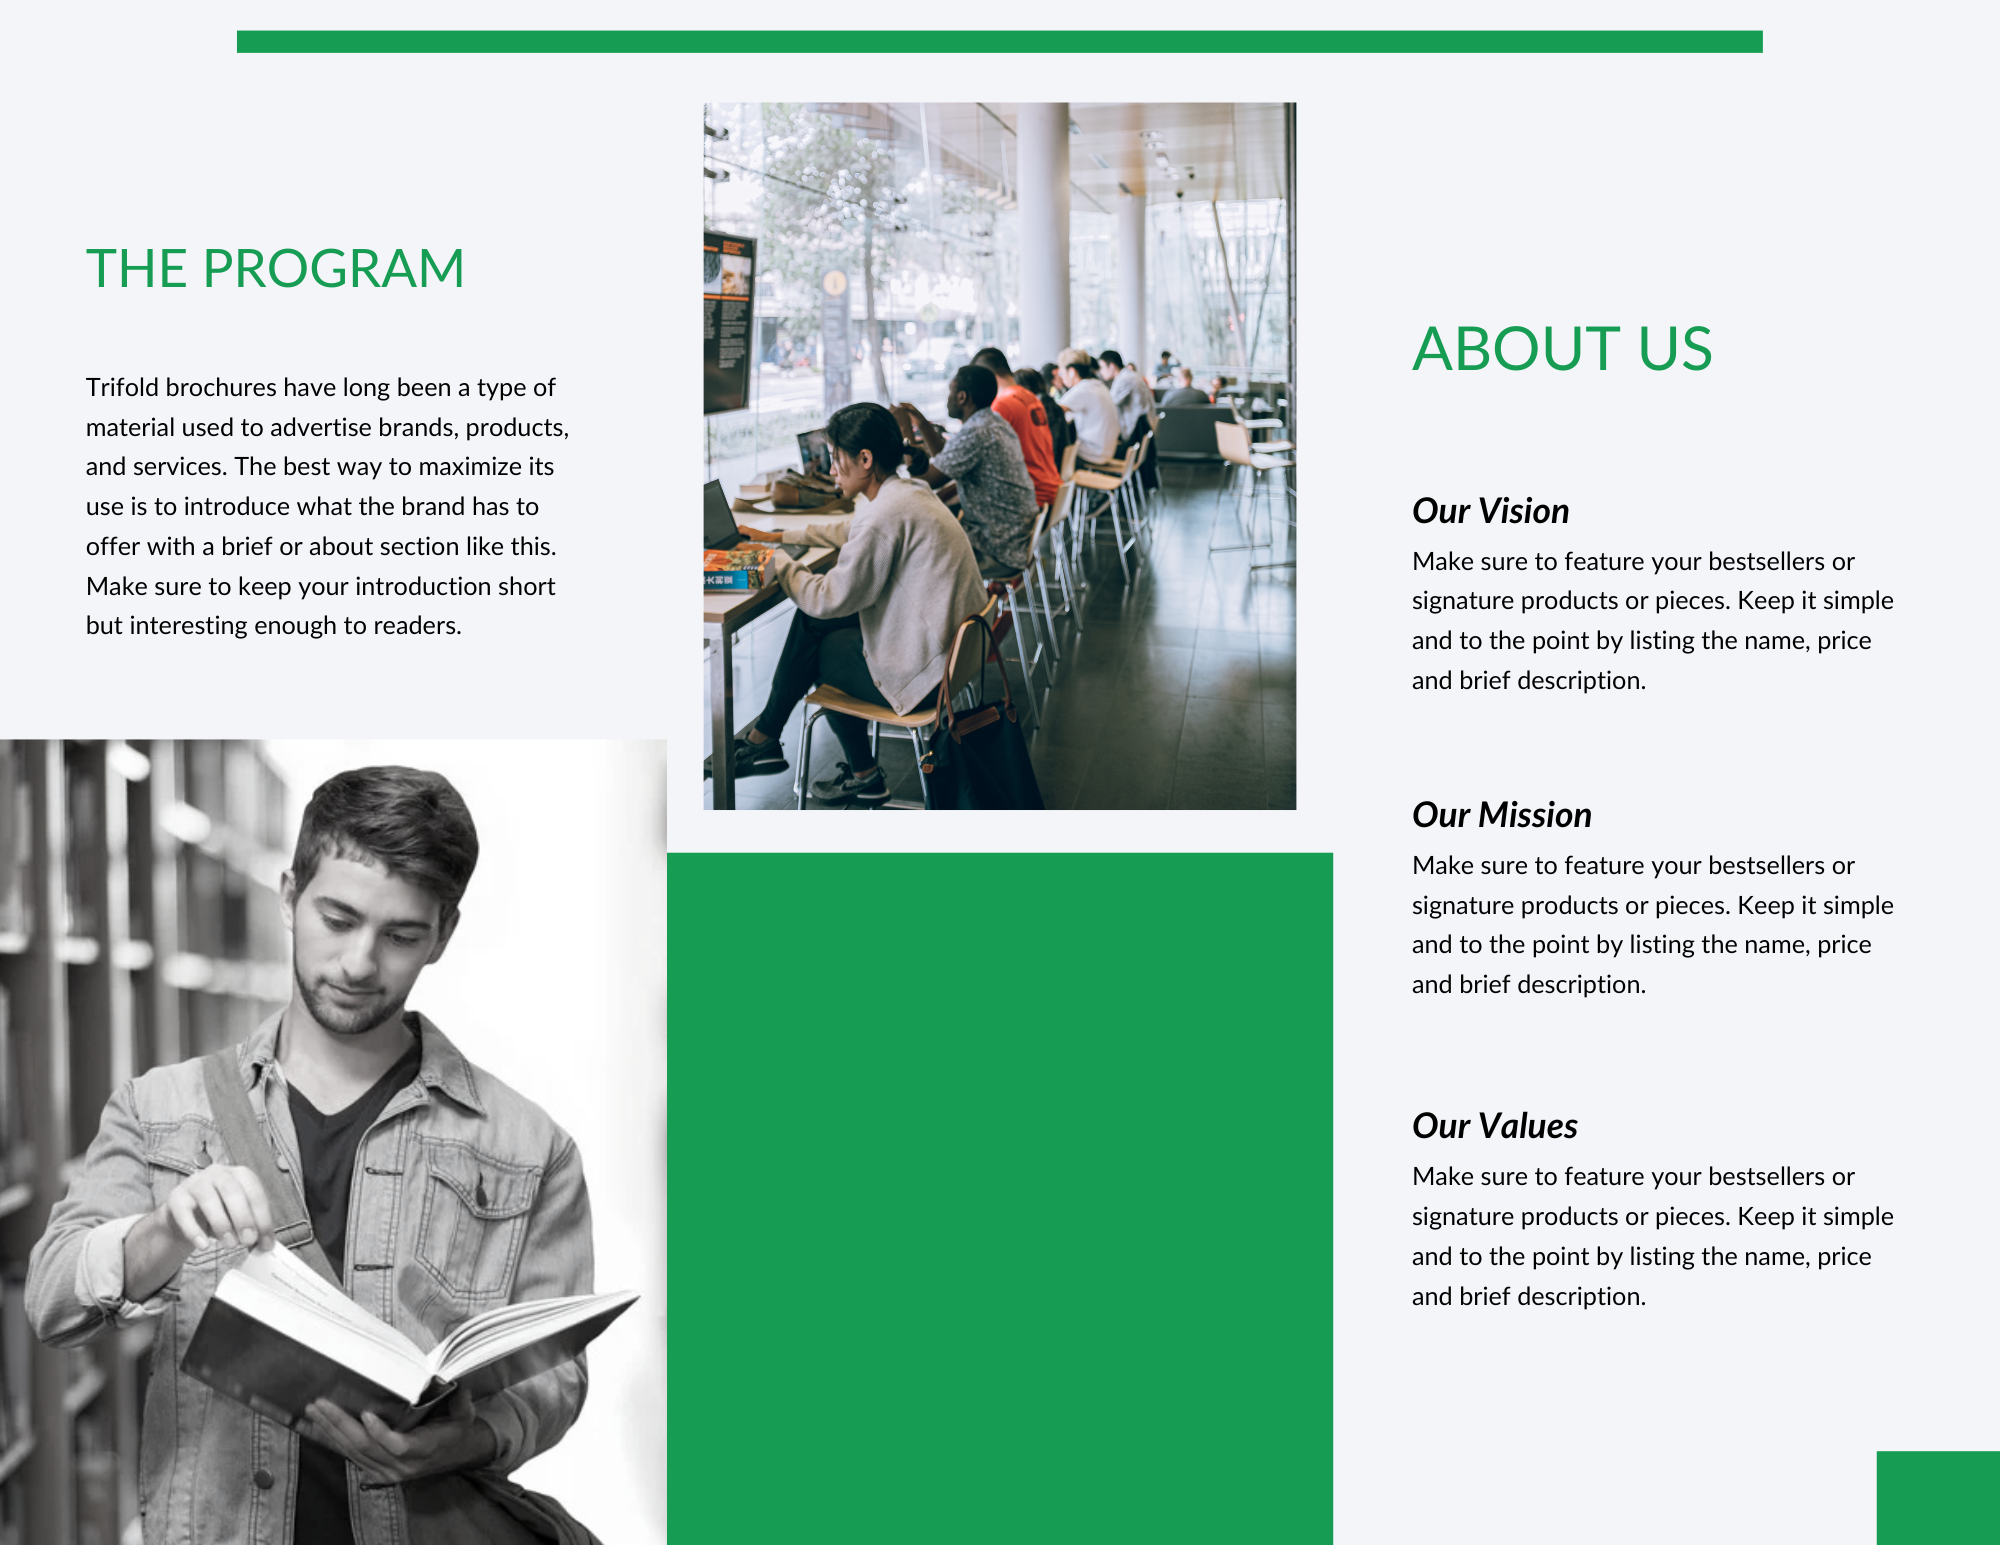 THE PROGRAM
Trifold brochures have long been a type of
material used to advertise brands, products,
and services. The best way to maximize its
use is to introduce what the brand has to
offer with a brief or about section like this.
Make sure to keep your introduction short
but interesting enough to readers.
ABOUT US
Our Vision
Make sure to feature your bestsellers or
signature products or pieces. Keep it simple
and to the point by listing the name, price
and brief description.
Our Mission
Make sure to feature your bestsellers or
signature products or pieces. Keep it simple
and to the point by listing the name, price
and brief description.
Our Values
Make sure to feature your bestsellers or
signature products or pieces. Keep it simple
and to the point by listing the name, price
and brief description.